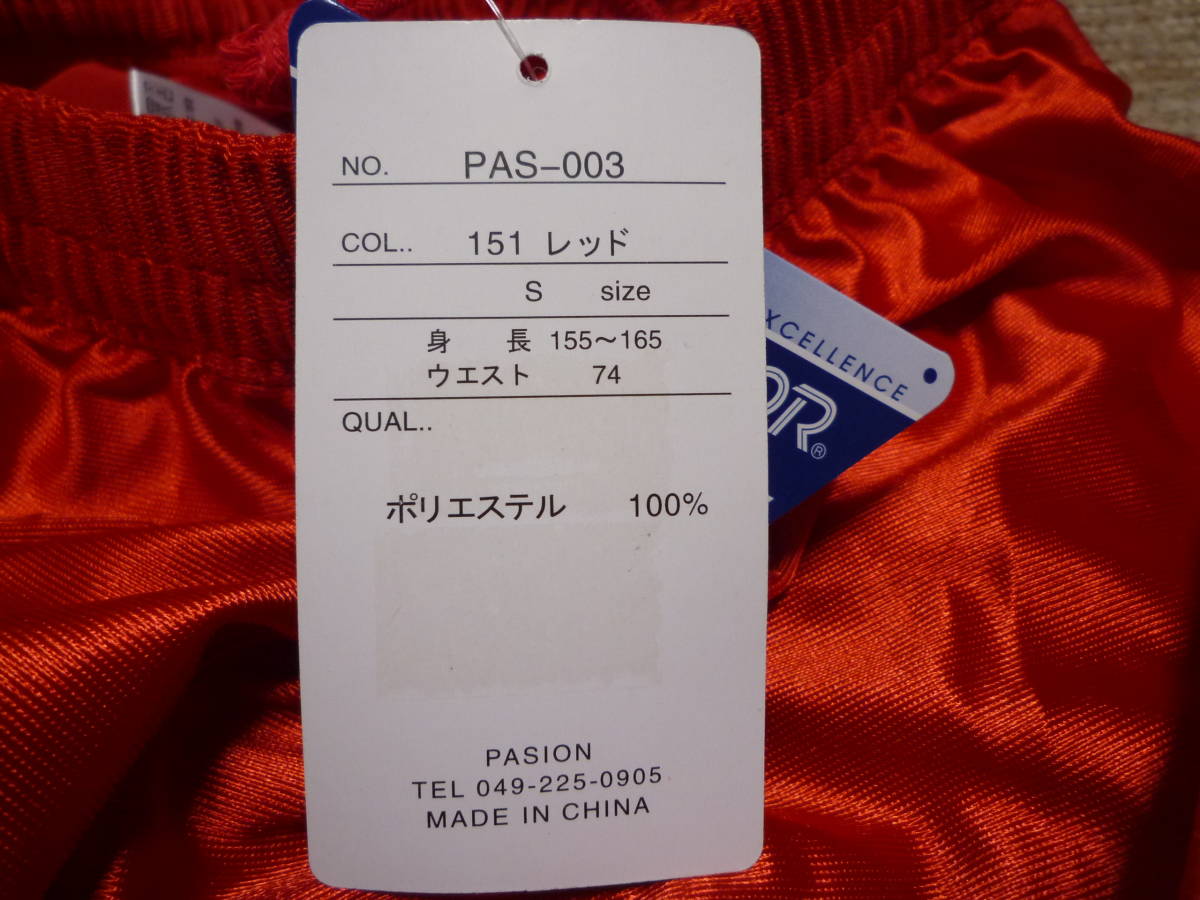 NO. PAS-003
COL.. 151 レッド
S size
身長 155〜165
ウエスト 74
QUAL..
ポリエステル 100%
PASION
TEL 049-225-0905
MADE IN CHINA
XCELLENCE
OR®